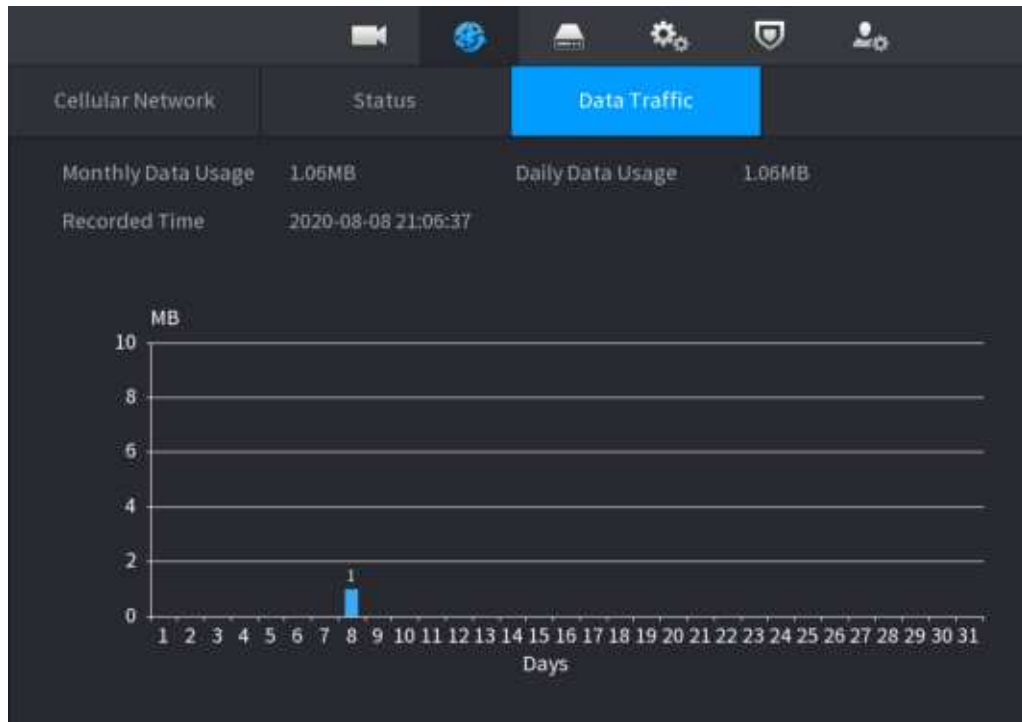 Cellular Network Status Data Traffic
Monthly Data Usage 1.06MB Daily Data Usage 1.06MB
Recorded Time 2020-08-08 21:06:37
MB
10
8
6
4
2
1
0
1 2 3 4 5 6 7 8 9 10 11 12 13 14 15 16 17 18 19 20 21 22 23 24 25 26 27 28 29 30 31
Days